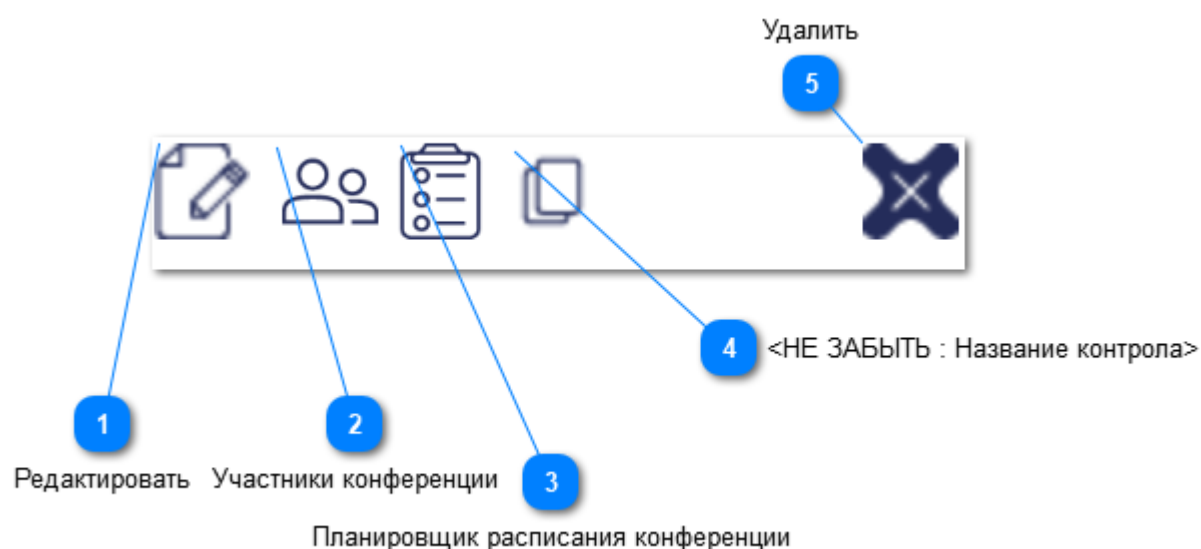 Удалить
5
4
<НЕ ЗАБЫТЬ : Название контрола>
1
2
Редактировать
Участники конференции
3
Планировщик расписания конференции